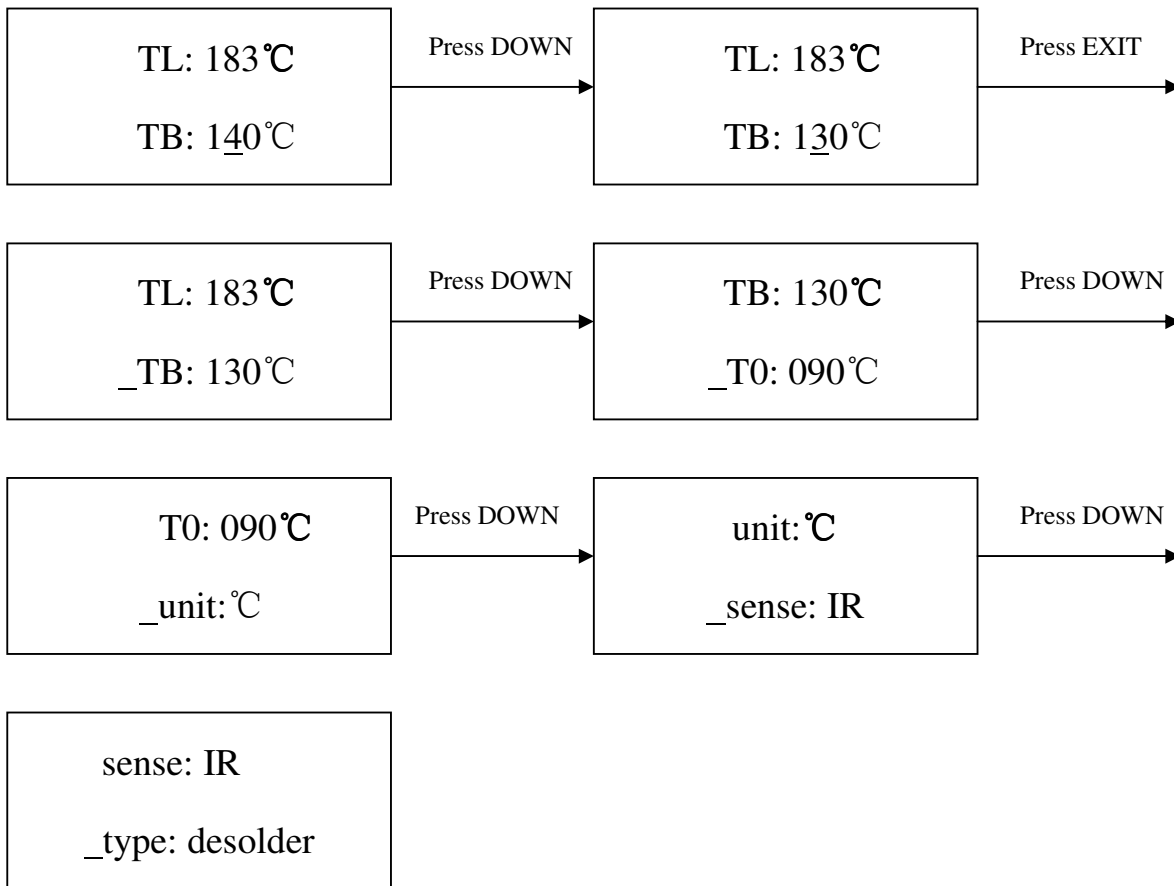 TL: 183℃
TB: 140℃
Press DOWN
TL: 183℃
TB: 130℃
Press EXIT
TL: 183℃
_TB: 130℃
Press DOWN
TB: 130℃
_T0: 090℃
Press DOWN
T0: 090℃
_unit:℃
Press DOWN
unit:℃
_sense: IR
Press DOWN
sense: IR
_type: desolder